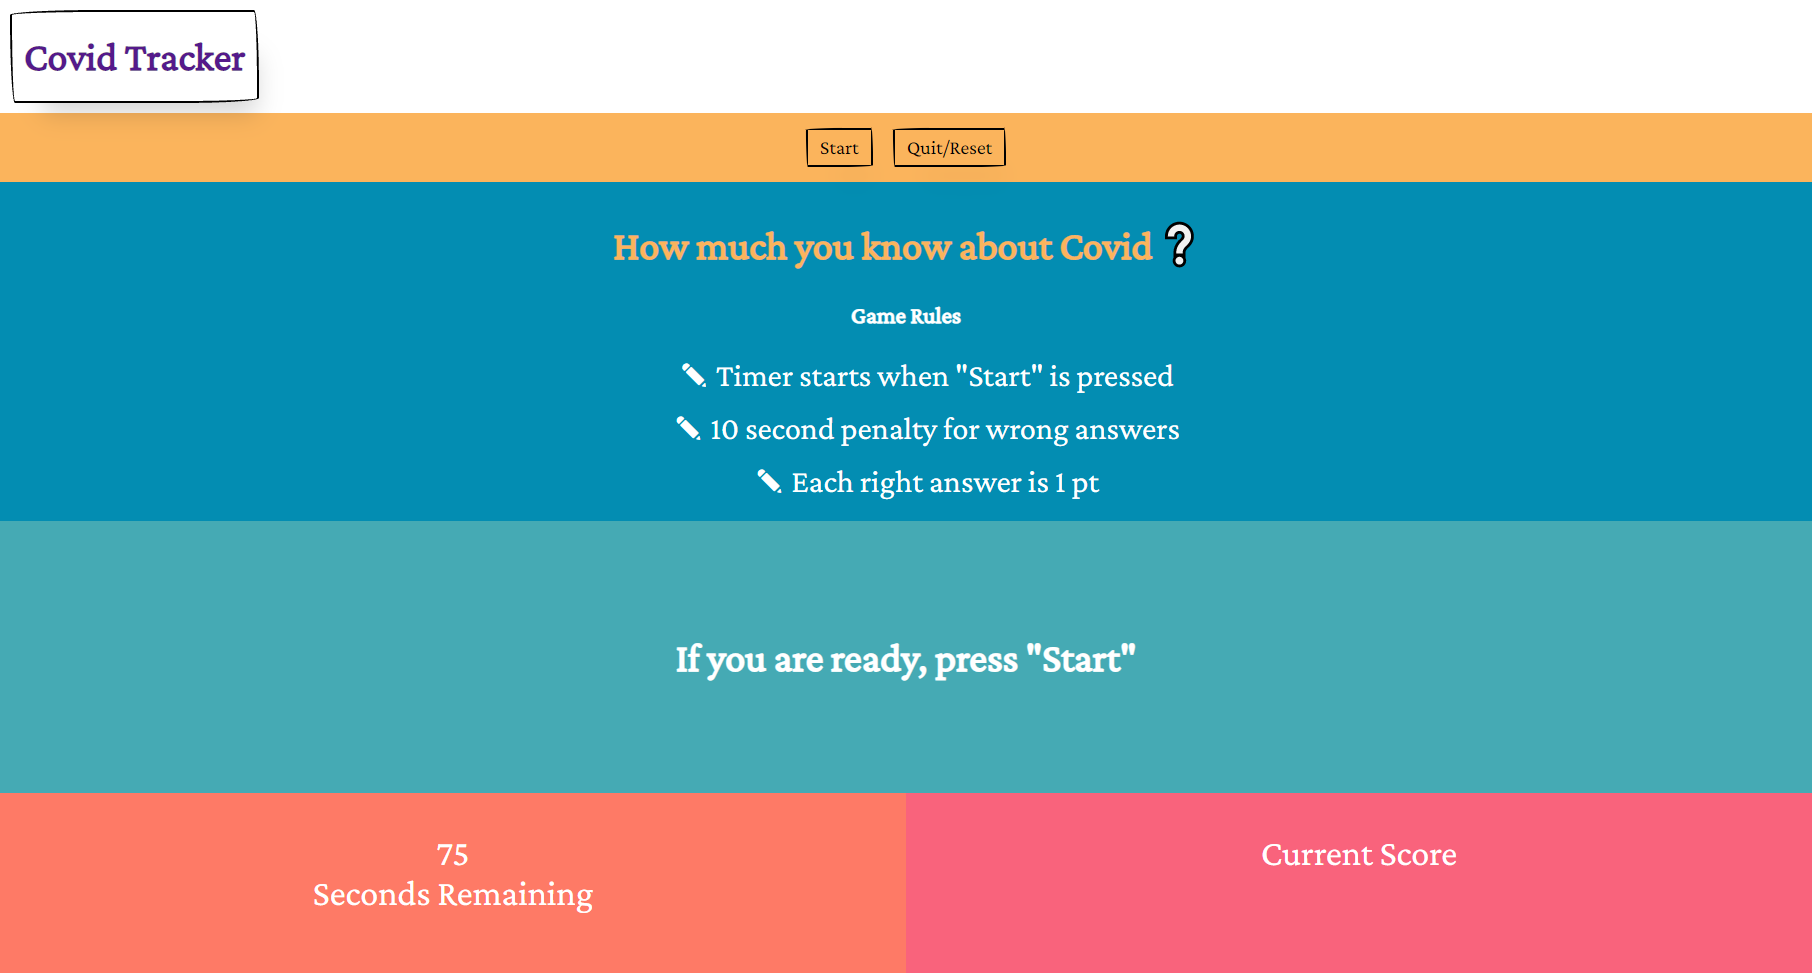 Covid Tracker
Start Quit/Reset
How much you know about Covid ❓
Game Rules
✎ Timer starts when "Start" is pressed
✎ 10 second penalty for wrong answers
✎ Each right answer is 1 pt
If you are ready, press "Start"
75
Seconds Remaining
Current Score